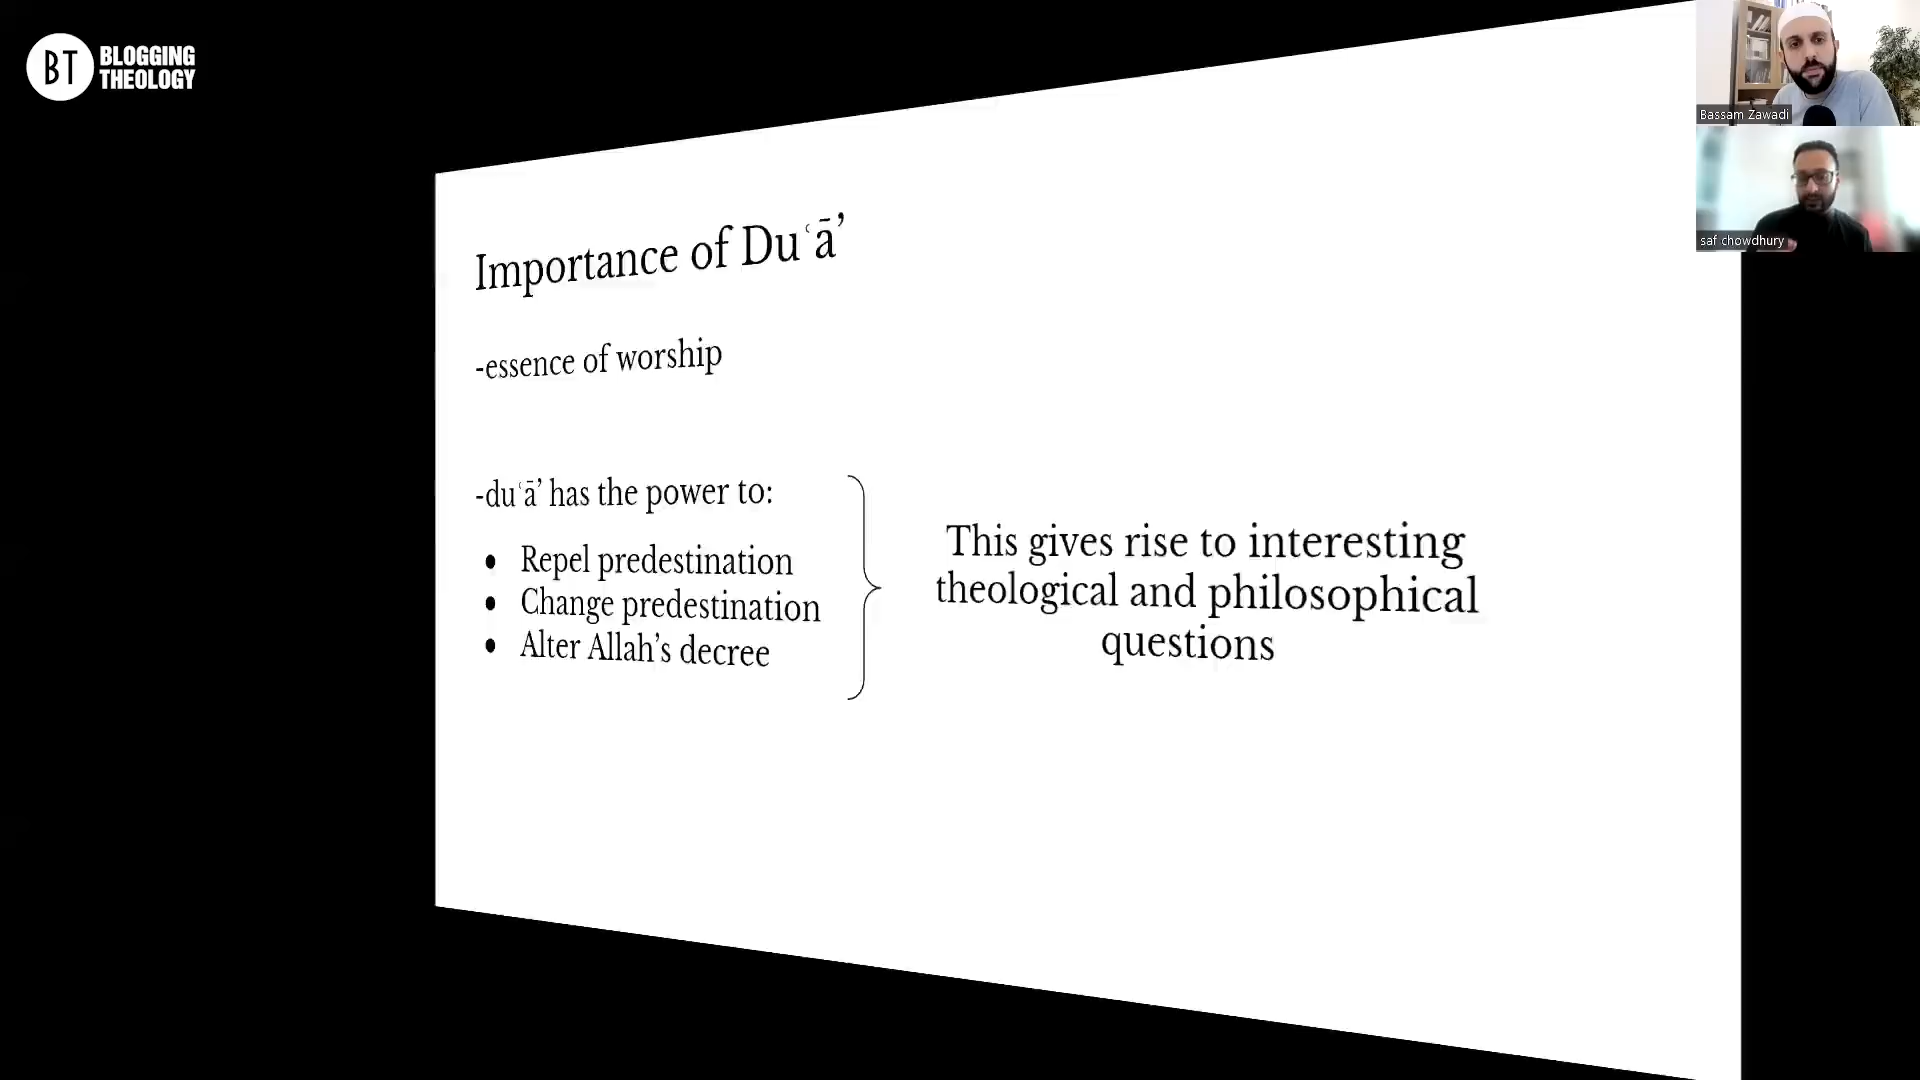 BT BLOGGING
THEOLOGY
Bassam Zawadi
saf chowdhury
Importance of Duʿā’
-essence of worship
-duʿā’ has the power to:
• Repel predestination
• Change predestination
• Alter Allah’s decree
This gives rise to interesting
theological and philosophical
questions